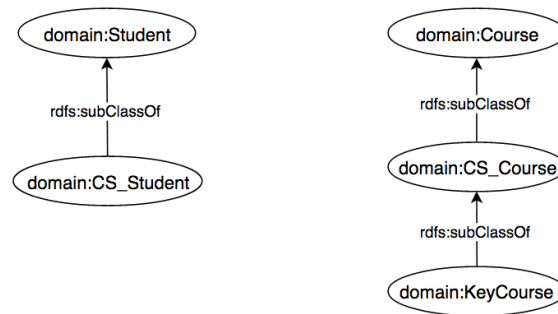 domain:Student
domain:Course
rdfs:subClassOf
rdfs:subClassOf
domain:CS_Student
domain:CS_Course
rdfs:subClassOf
domain:KeyCourse